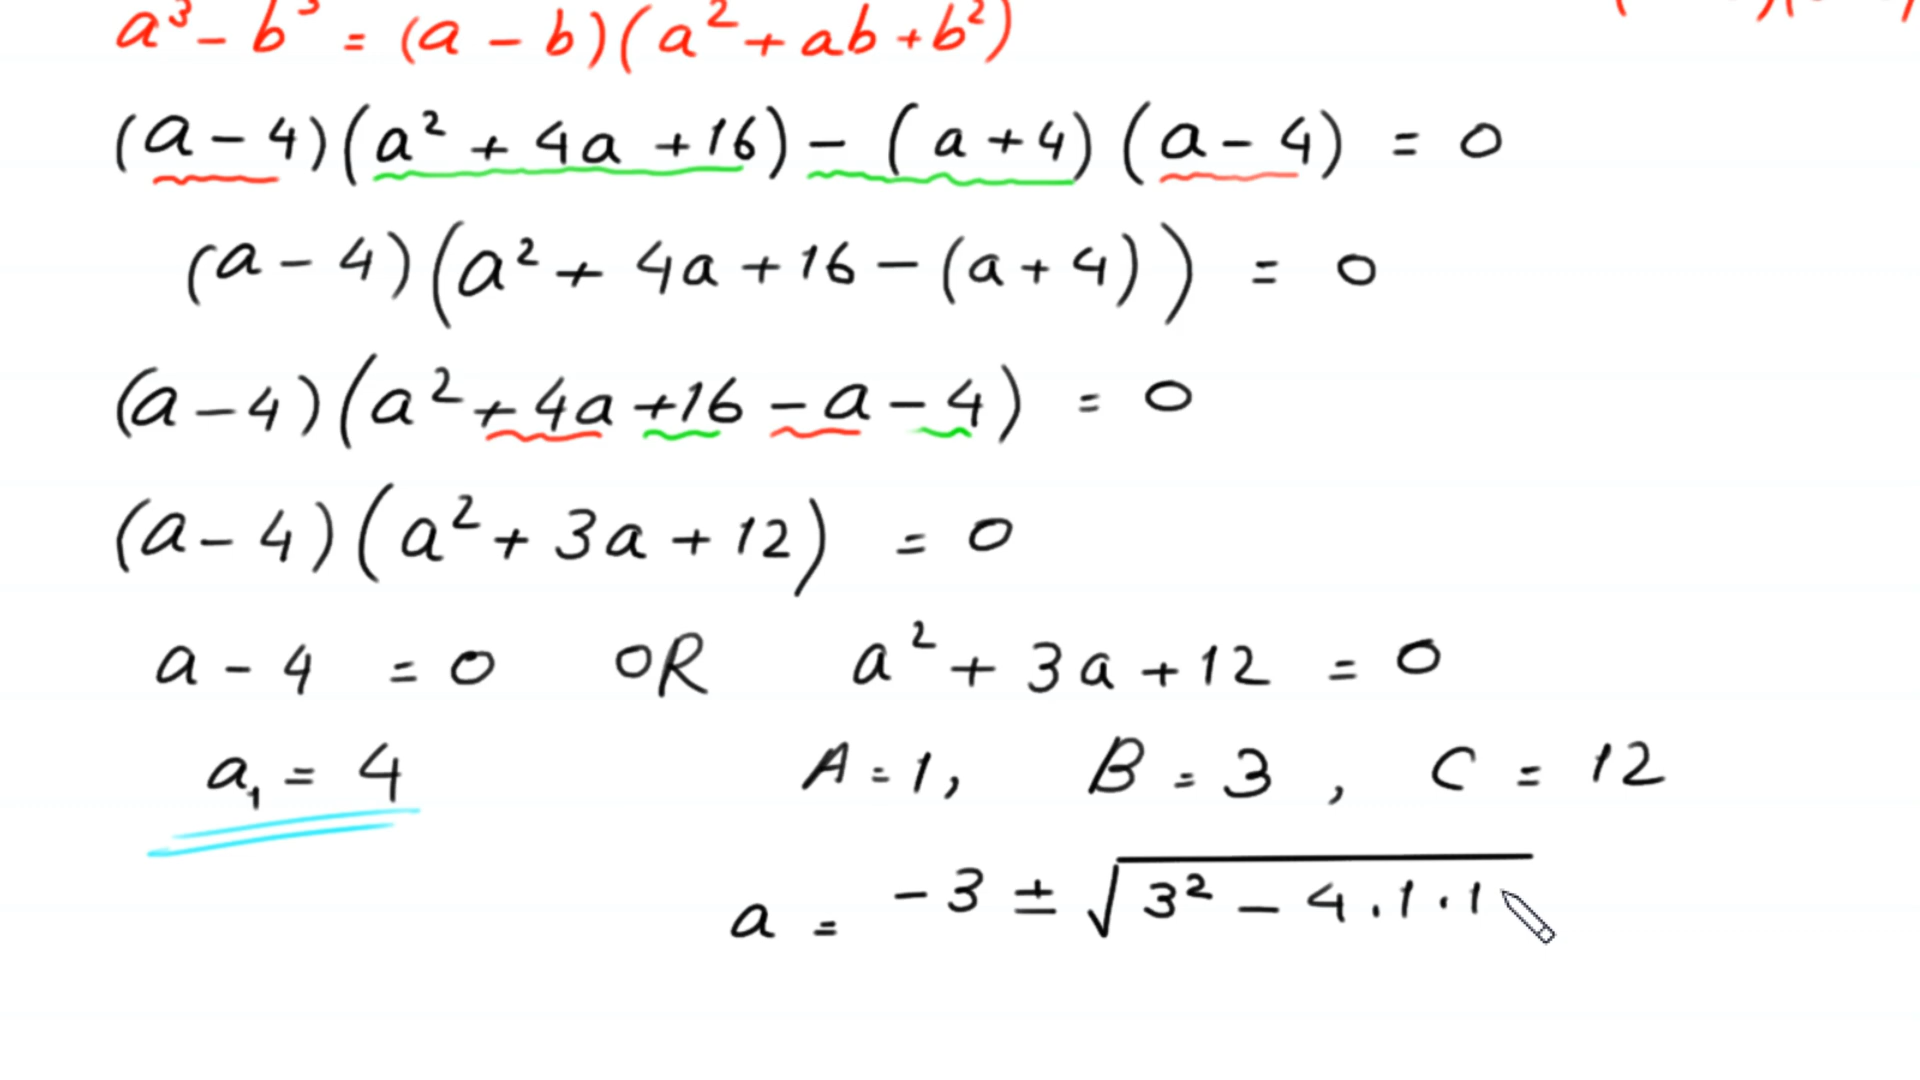 a³ - b³ = (a - b)(a² + ab + b²)
(a - 4)(a² + 4a + 16) - (a + 4)(a - 4) = 0
(a - 4)(a² + 4a + 16 - (a + 4)) = 0
(a - 4)(a² + 4a + 16 - a - 4) = 0
(a - 4)(a² + 3a + 12) = 0
a - 4 = 0 OR a² + 3a + 12 = 0
a₁ = 4 A = 1, B = 3, C = 12
a = -3 ± √(3² - 4 · 1 · 1